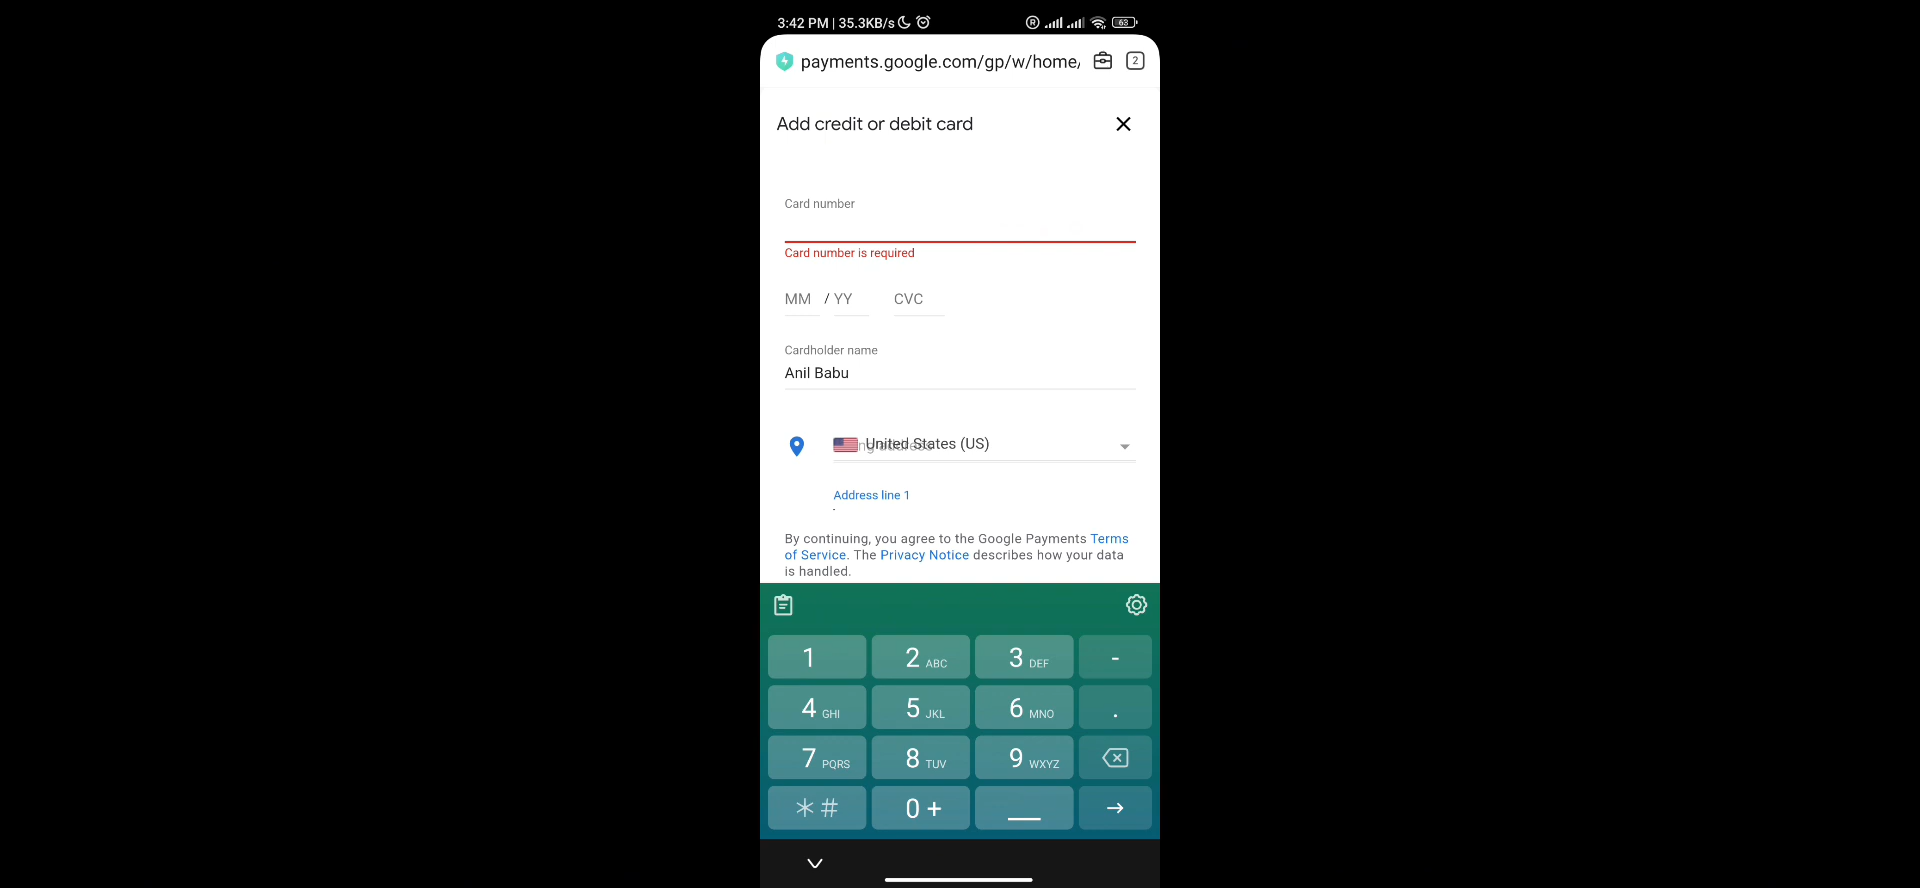 3:42 PM | 35.3KB/s R 63
payments.google.com/gp/w/home/ 2
Add credit or debit card
Card number
Card number is required
MM / YY CVC
Cardholder name
Anil Babu
United States (US)
Address line 1
By continuing, you agree to the Google Payments Terms
of Service. The Privacy Notice describes how your data
is handled.
1 2 ABC 3 DEF -
4 GHI 5 JKL 6 MNO .
7 PQRS 8 TUV 9 WXYZ
* # 0 +